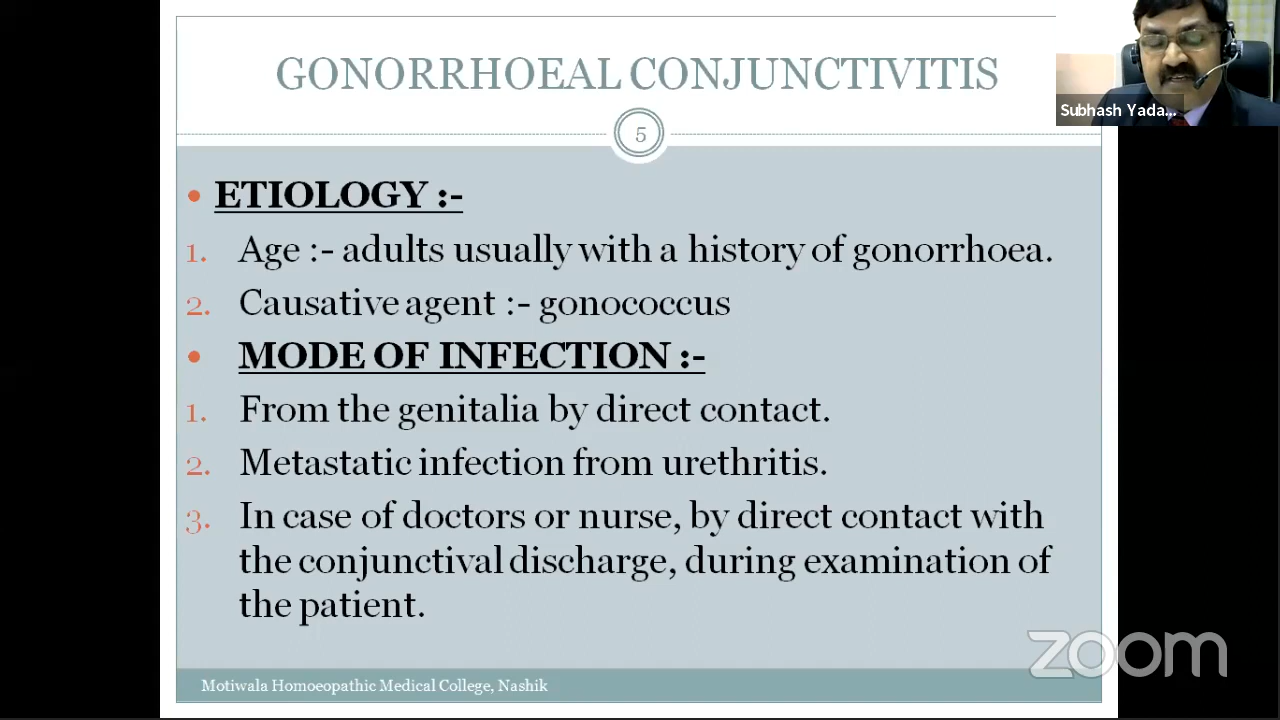 GONORRHOEAL CONJUNCTIVITIS
Subhash Yada...
5
• ETIOLOGY :-
1. Age :- adults usually with a history of gonorrhoea.
2. Causative agent :- gonococcus
• MODE OF INFECTION :-
1. From the genitalia by direct contact.
2. Metastatic infection from urethritis.
3. In case of doctors or nurse, by direct contact with
the conjunctival discharge, during examination of
the patient.
zoom
Motiwala Homoeopathic Medical College, Nashik